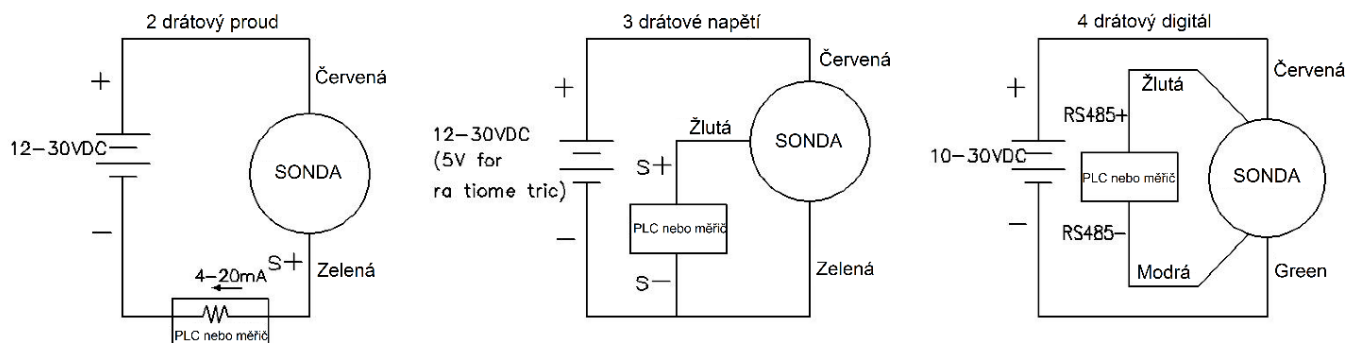 2 drátový proud
+
Červená
12-30VDC
SONDA
-
S+
Zelená
4-20mA
PLC nebo měřič
3 drátové napětí
+
Červená
Žlutá
12-30VDC
(5V for
ra tiome tric)
S+
SONDA
PLC nebo měřič
-
S-
Zelená
4 drátový digitál
+
Červená
Žlutá
RS485+
10-30VDC
PLC nebo měřič
SONDA
-
RS485-
Modrá
Green